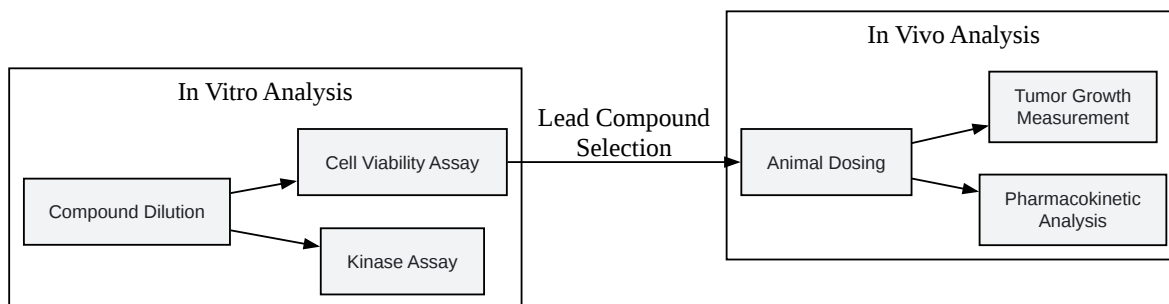 In Vitro Analysis
Compound Dilution
Cell Viability Assay
Kinase Assay
Lead Compound
Selection
In Vivo Analysis
Animal Dosing
Tumor Growth
Measurement
Pharmacokinetic
Analysis